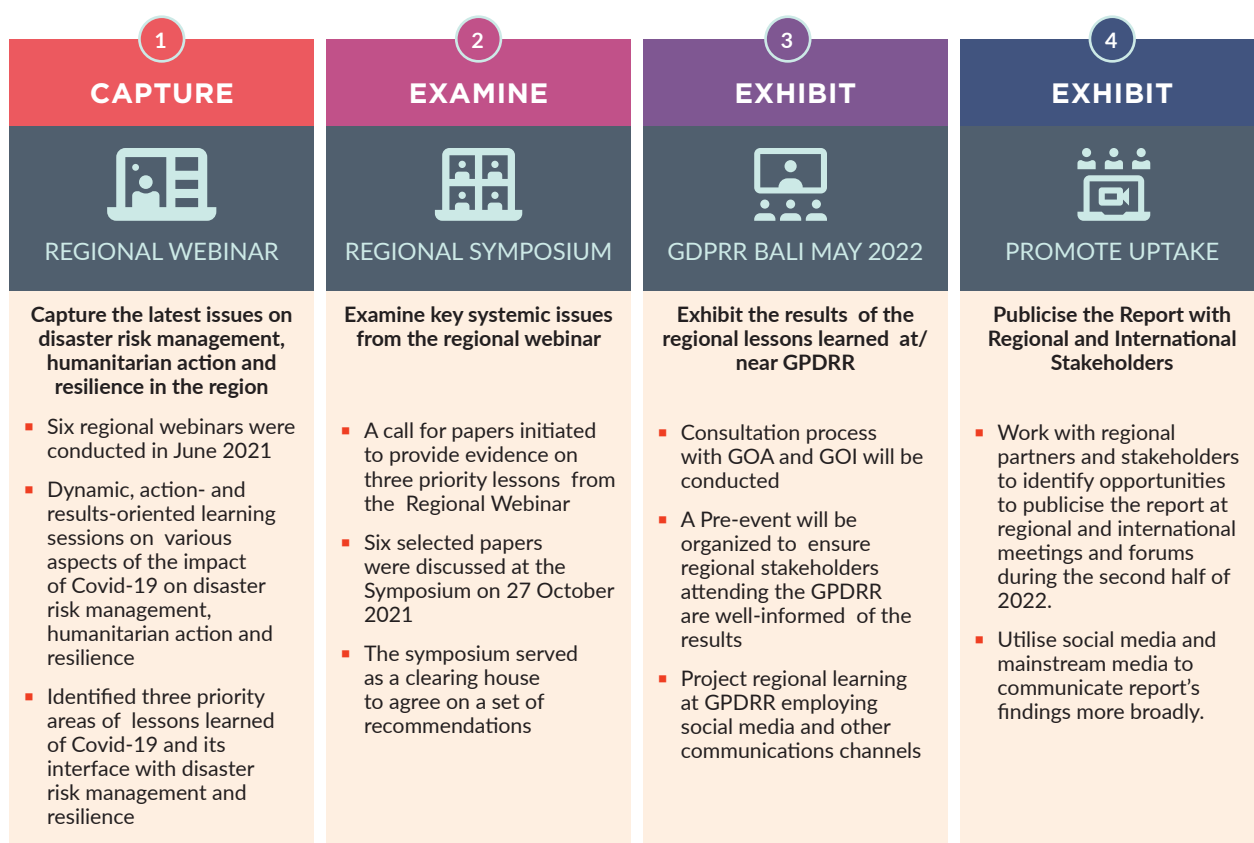 1
CAPTURE
REGIONAL WEBINAR
Capture the latest issues on
disaster risk management,
humanitarian action and
resilience in the region
Six regional webinars were
conducted in June 2021
Dynamic, action- and
results-oriented learning
sessions on various
aspects of the impact
of Covid-19 on disaster
risk management,
humanitarian action and
resilience
Identified three priority
areas of lessons learned
of Covid-19 and its
interface with disaster
risk management and
resilience
2
EXAMINE
REGIONAL SYMPOSIUM
Examine key systemic issues
from the regional webinar
A call for papers initiated
to provide evidence on
three priority lessons from
the Regional Webinar
Six selected papers
were discussed at the
Symposium on 27 October
2021
The symposium served
as a clearing house
to agree on a set of
recommendations
3
EXHIBIT
GDPRR BALI MAY 2022
Exhibit the results of the
regional lessons learned at/
near GPDRR
Consultation process
with GOA and GOI will be
conducted
A Pre-event will be
organized to ensure
regional stakeholders
attending the GPDRR
are well-informed of the
results
Project regional learning
at GPDRR employing
social media and other
communications channels
4
EXHIBIT
PROMOTE UPTAKE
Publicise the Report with
Regional and International
Stakeholders
Work with regional
partners and stakeholders
to identify opportunities
to publicise the report at
regional and international
meetings and forums
during the second half of
2022.
Utilise social media and
mainstream media to
communicate report's
findings more broadly.